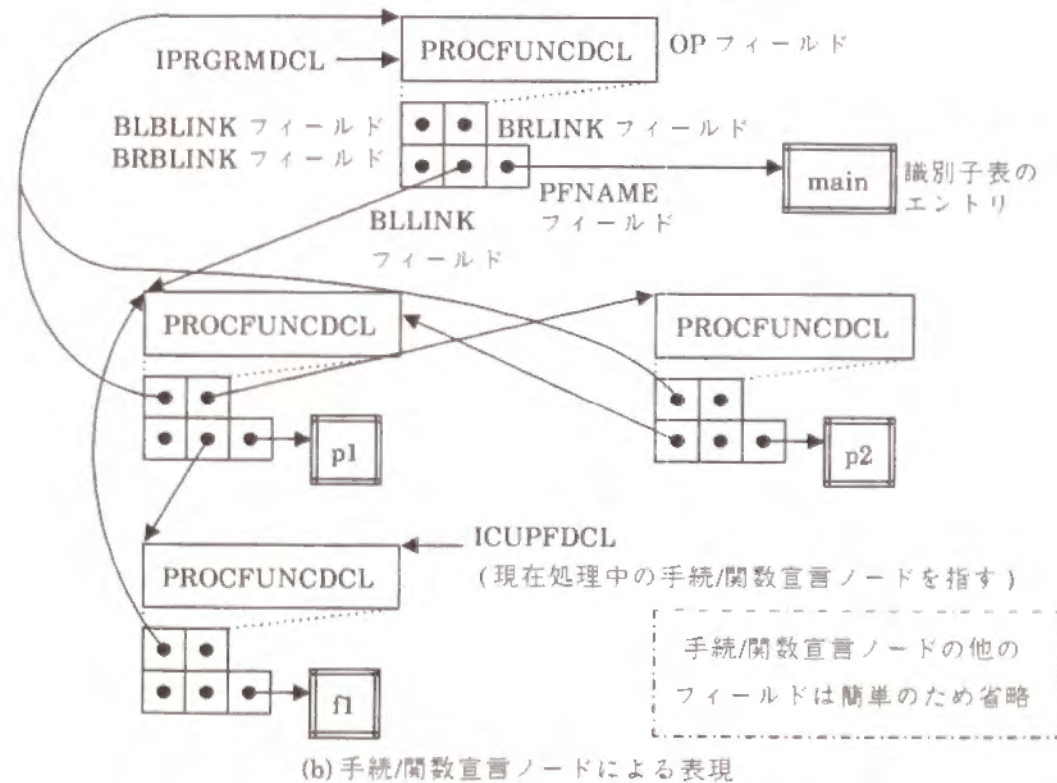 PROCFUNCDCL
OP フィールド
IPRGRMDCL
BLBLINK フィールド
BRLINK フィールド
BRBLINK フィールド
main
識別子表の
エントリ
PFNAME
フィールド
BLLINK
フィールド
PROCFUNCDCL
PROCFUNCDCL
p1
p2
ICUPFDCL
(現在処理中の手続/関数宣言ノードを指す)
PROCFUNCDCL
手続/関数宣言ノードの他の
フィールドは簡単のため省略
f1
(b) 手続/関数宣言ノードによる表現